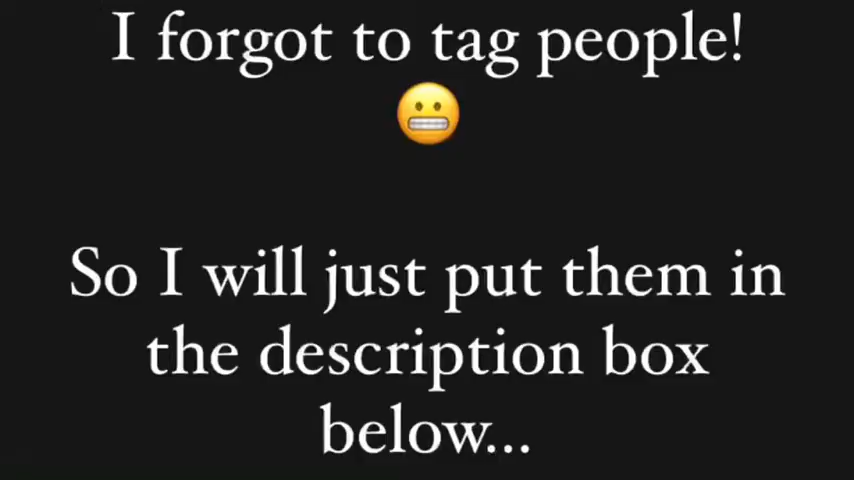 I forgot to tag people!
😬
So I will just put them in
the description box
below...